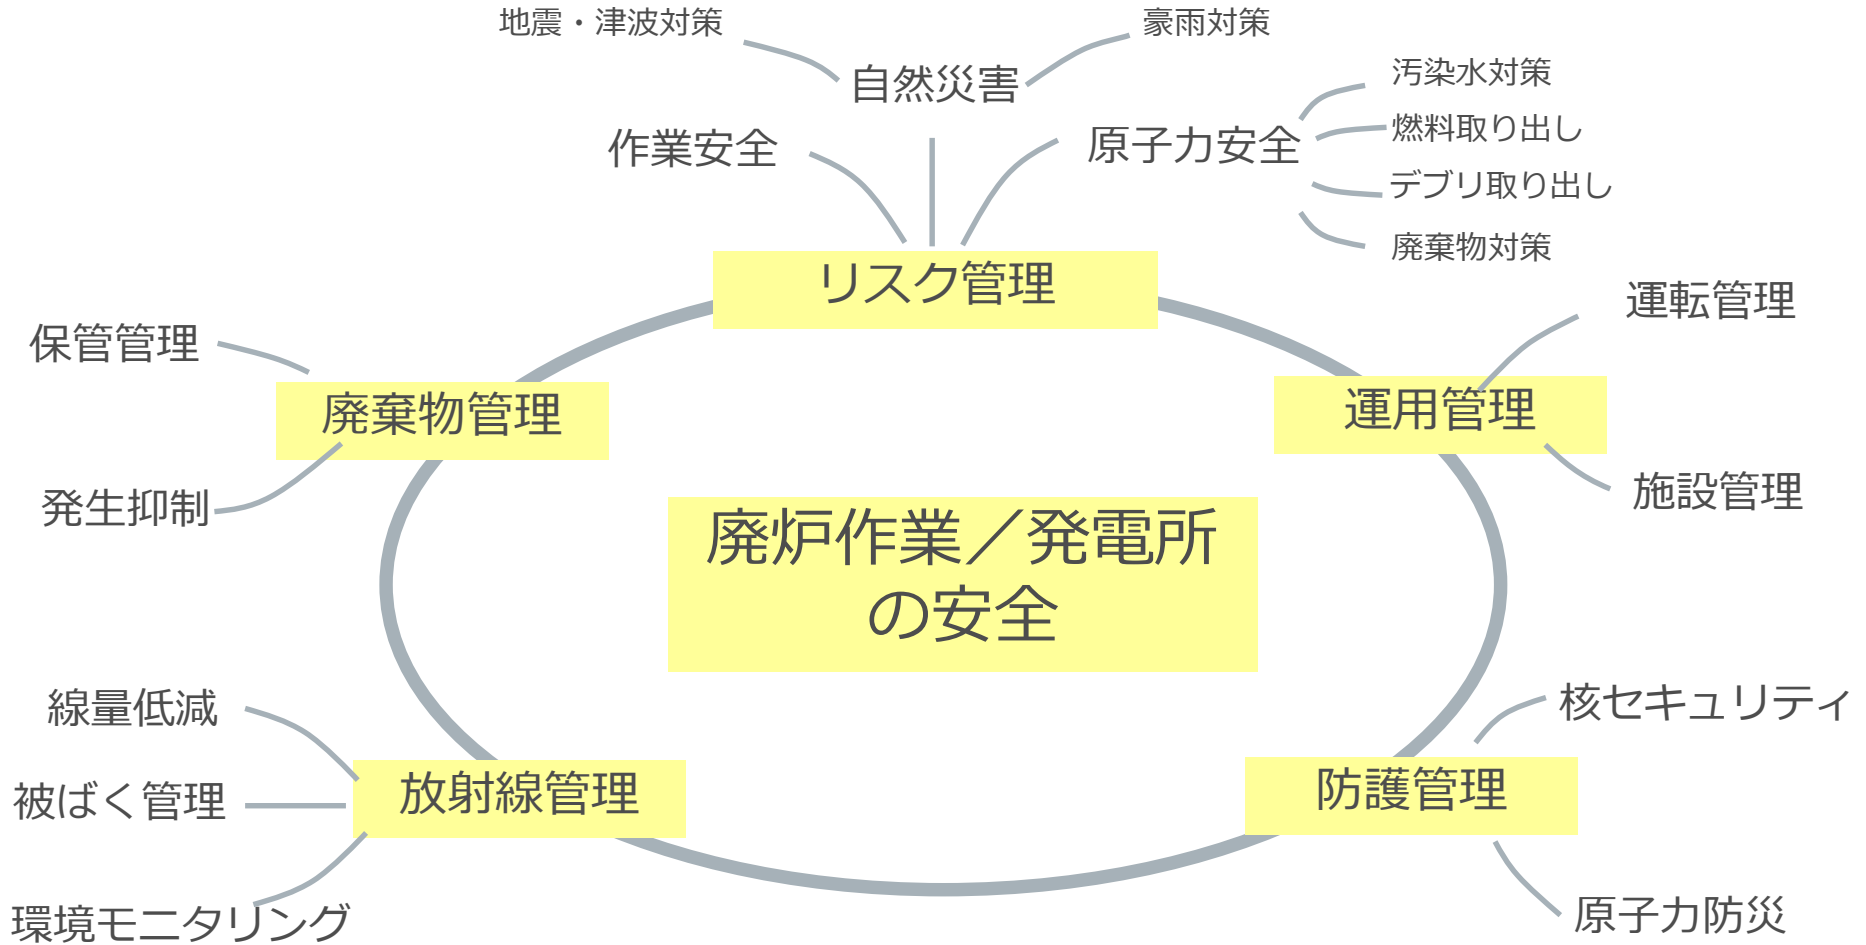 地震・津波対策
豪雨対策
自然災害
汚染水対策
作業安全
原子力安全
燃料取り出し
デブリ取り出し
廃棄物対策
リスク管理
運転管理
保管管理
廃棄物管理
運用管理
発生抑制
施設管理
廃炉作業／発電所
の安全
線量低減
核セキュリティ
被ばく管理
放射線管理
防護管理
環境モニタリング
原子力防災